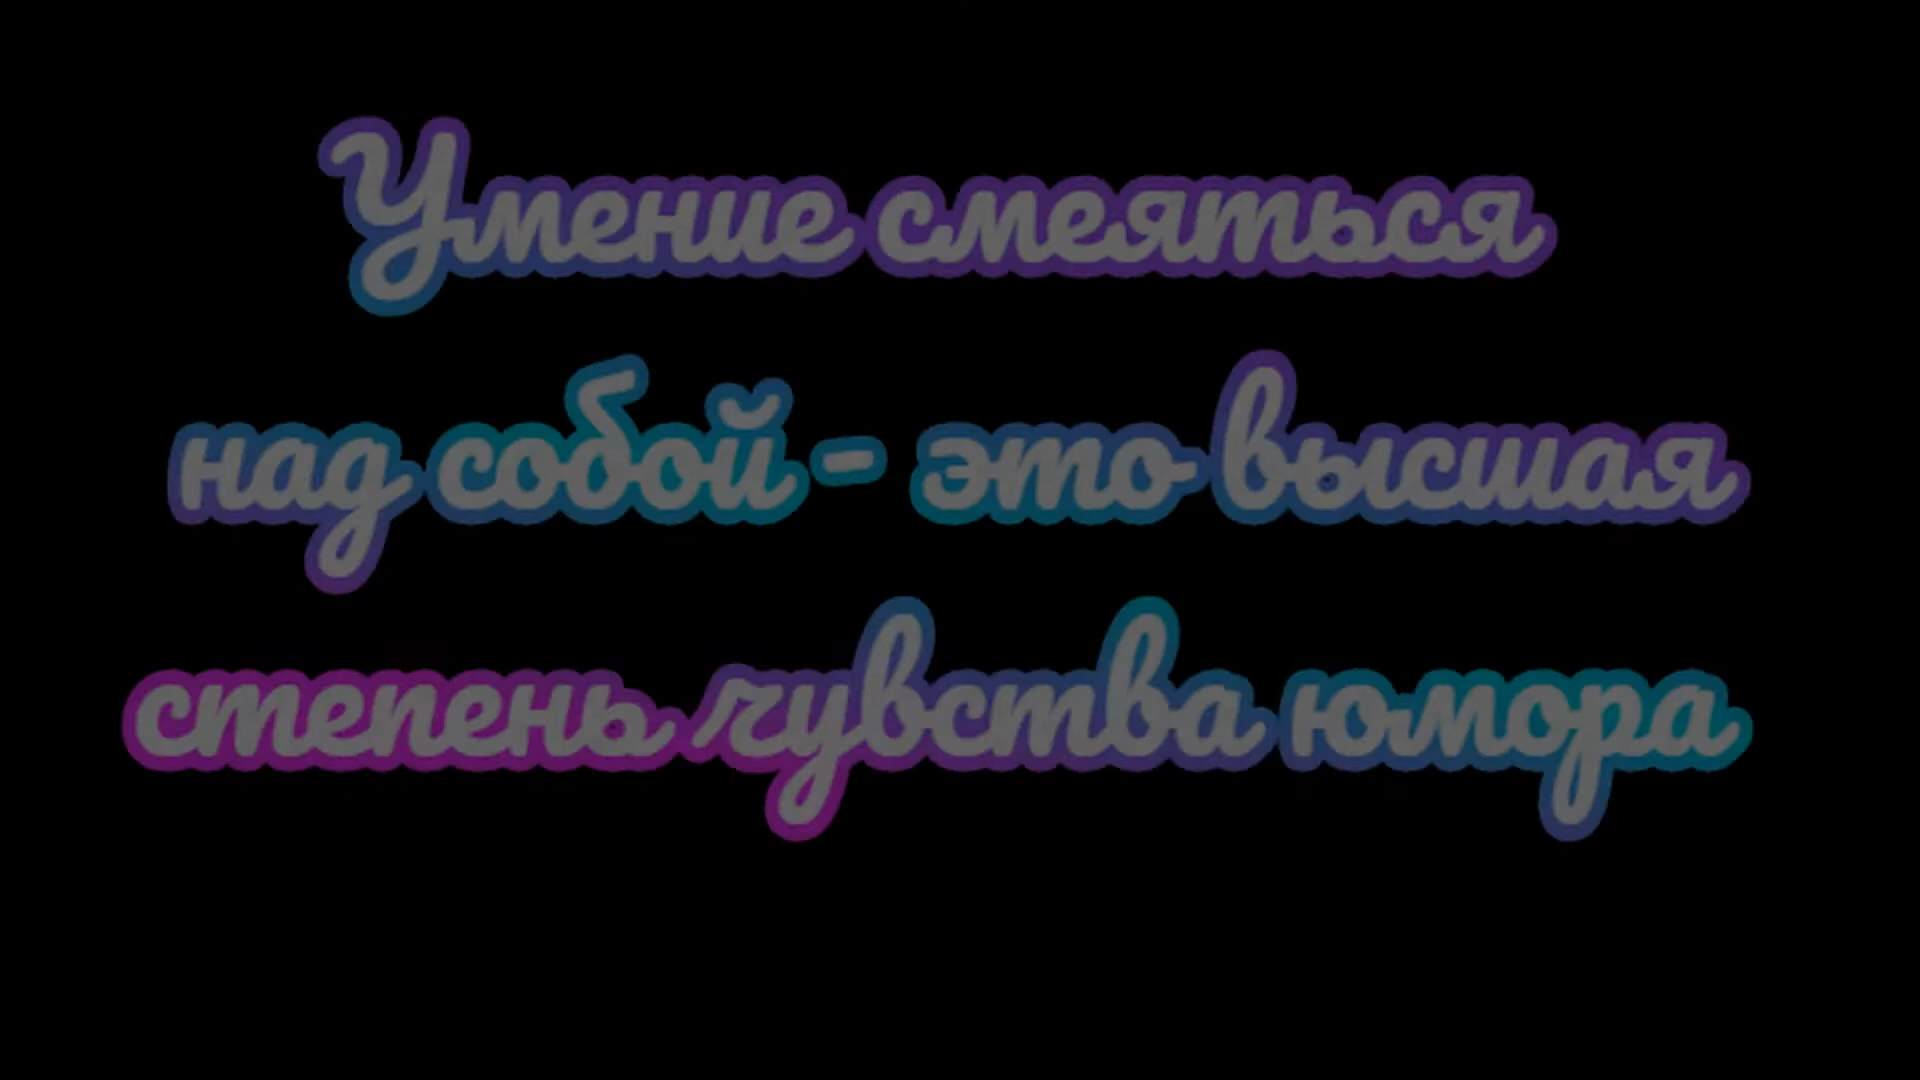 Умение смеяться
над собой - это высшая
степень чувства юмора